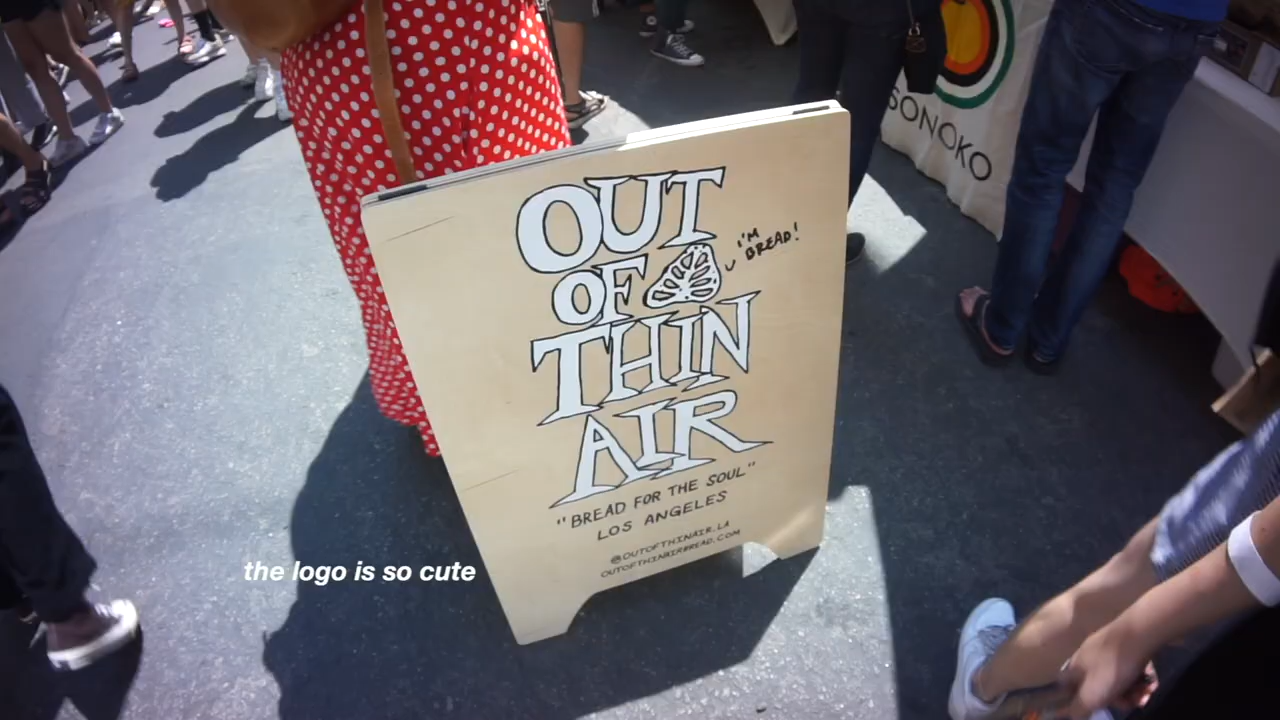 SONOKO
OUT
OF
I'M
BREAD!
THIN
AIR
"BREAD FOR THE SOUL"
LOS ANGELES
@OUTOFTHINAIR.LA
OUTOFTHINAIRBREAD.COM
the logo is so cute